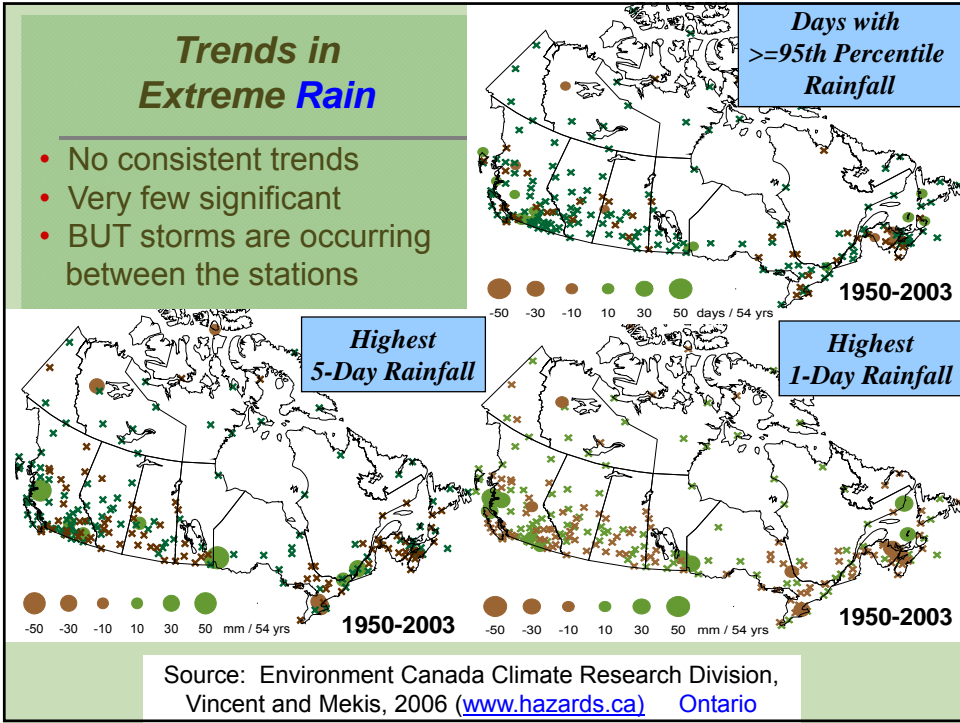 Trends in
Extreme Rain
• No consistent trends
• Very few significant
• BUT storms are occurring
between the stations
Days with
>=95th Percentile
Rainfall
-50 -30 -10 10 30 50 days / 54 yrs
1950-2003
Highest
5-Day Rainfall
-50 -30 -10 10 30 50 mm / 54 yrs
1950-2003
Highest
1-Day Rainfall
-50 -30 -10 10 30 50 mm / 54 yrs
1950-2003
Source: Environment Canada Climate Research Division,
Vincent and Mekis, 2006 (www.hazards.ca) Ontario